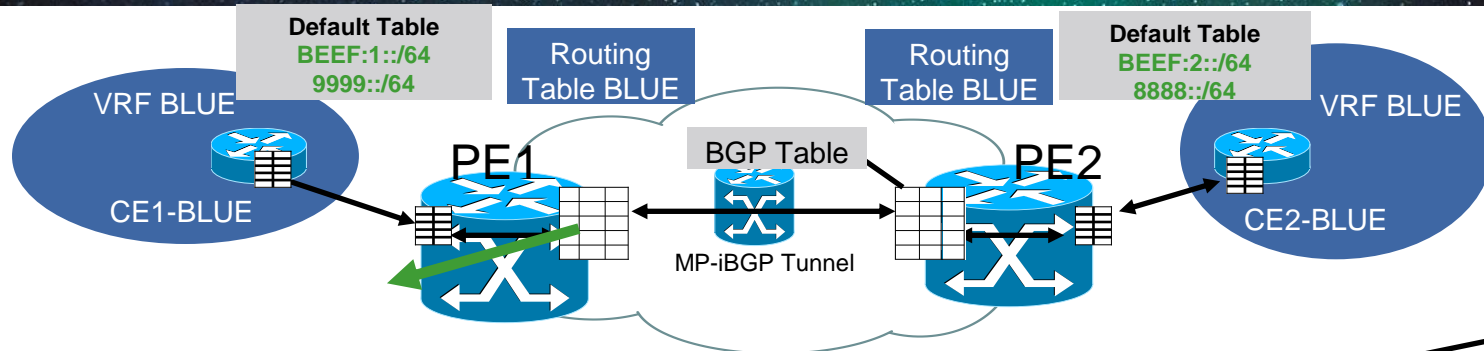 Default Table
BEEF:1::/64
9999::/64
Routing
Table BLUE
Routing
Table BLUE
Default Table
BEEF:2::/64
8888::/64
VRF BLUE
VRF BLUE
PE1
BGP Table
PE2
CE1-BLUE
CE2-BLUE
MP-iBGP Tunnel